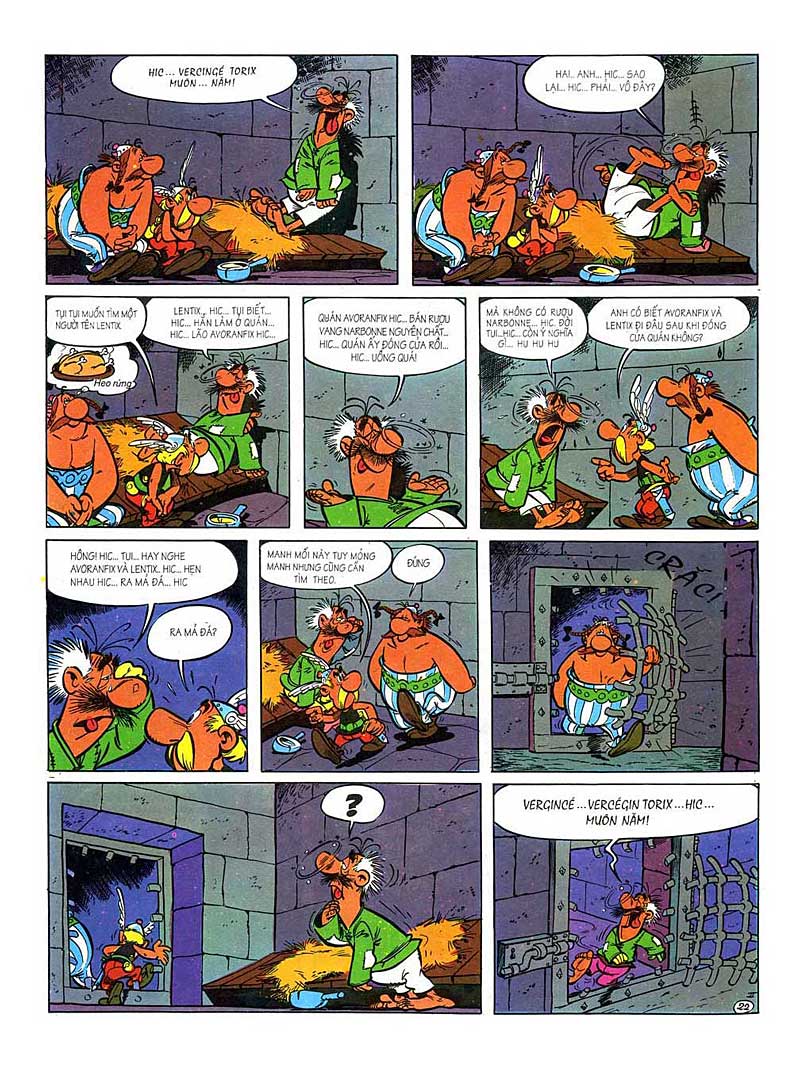 HIC... VERCINGÉ TORIX
MUÔN... NĂM!
HAI.. ANH... HIC... SAO
LẠI... HIC... PHẢI... VÔ ĐÂY?
TỤI TUI MUỐN TÌM MỘT
NGƯỜI TÊN LENTIX.
Heo rừng
LENTIX.. HIC... TUI BIẾT...
HIC... HẮN LÀM Ở QUÁN...
HIC... LÃO AVORANFIX HIC...
QUÁN AVORANFIX HIC... BÁN RƯỢU
VANG NARBONNE NGUYÊN CHẤT...
HIC... QUÁN ẤY ĐÓNG CỬA RỒI...
HIC... UỔNG QUÁ!
MÀ KHÔNG CÓ RƯỢU
NARBONNE... HIC. ĐỜI
TUI...HIC... CÒN Ý NGHĨA
GÌ... HU HU HU
ANH CÓ BIẾT AVORANFIX VÀ
LENTIX ĐI ĐÂU SAU KHI ĐÓNG
CỬA QUÁN KHÔNG?
HỔNG! HIC... TUI... HAY NGHE
AVORANFIX VÀ LENTIX.. HIC... HẸN
NHAU HIC... RA MẢ ĐÁ... HIC
RA MẢ ĐÁ?
MANH MỐI NÀY TUY MỎNG
MANH NHƯNG CŨNG CẦN
TÌM THEO.
ĐÚNG
CRẮC!
?
VERGINCÉ ...VERCÉGIN TORIX ...HIC...
MUÔN NĂM!
22